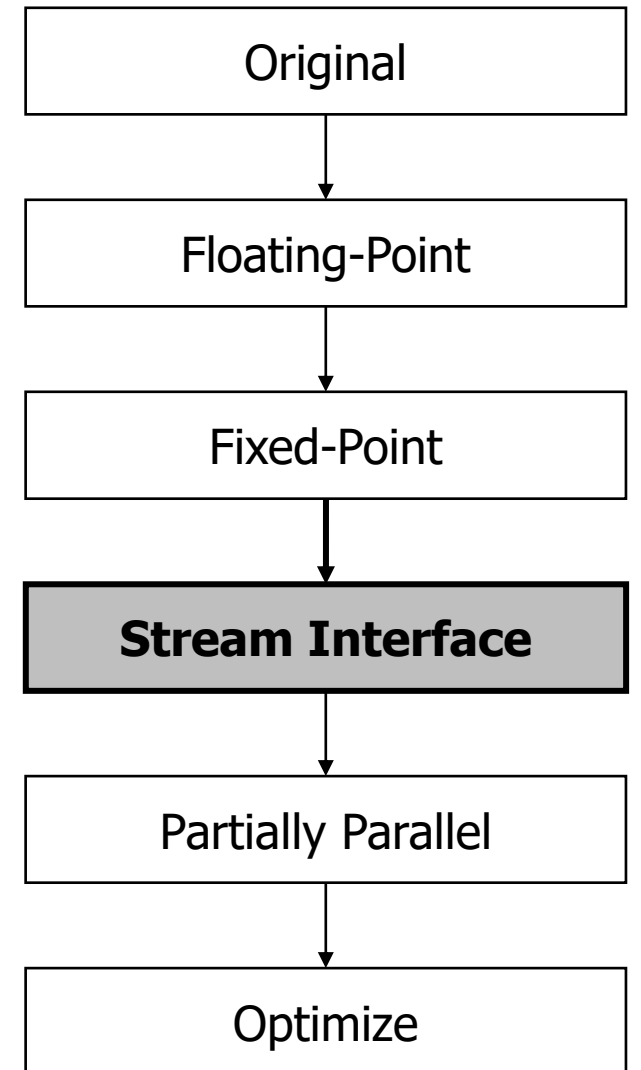 Original
Floating-Point
Fixed-Point
Stream Interface
Partially Parallel
Optimize